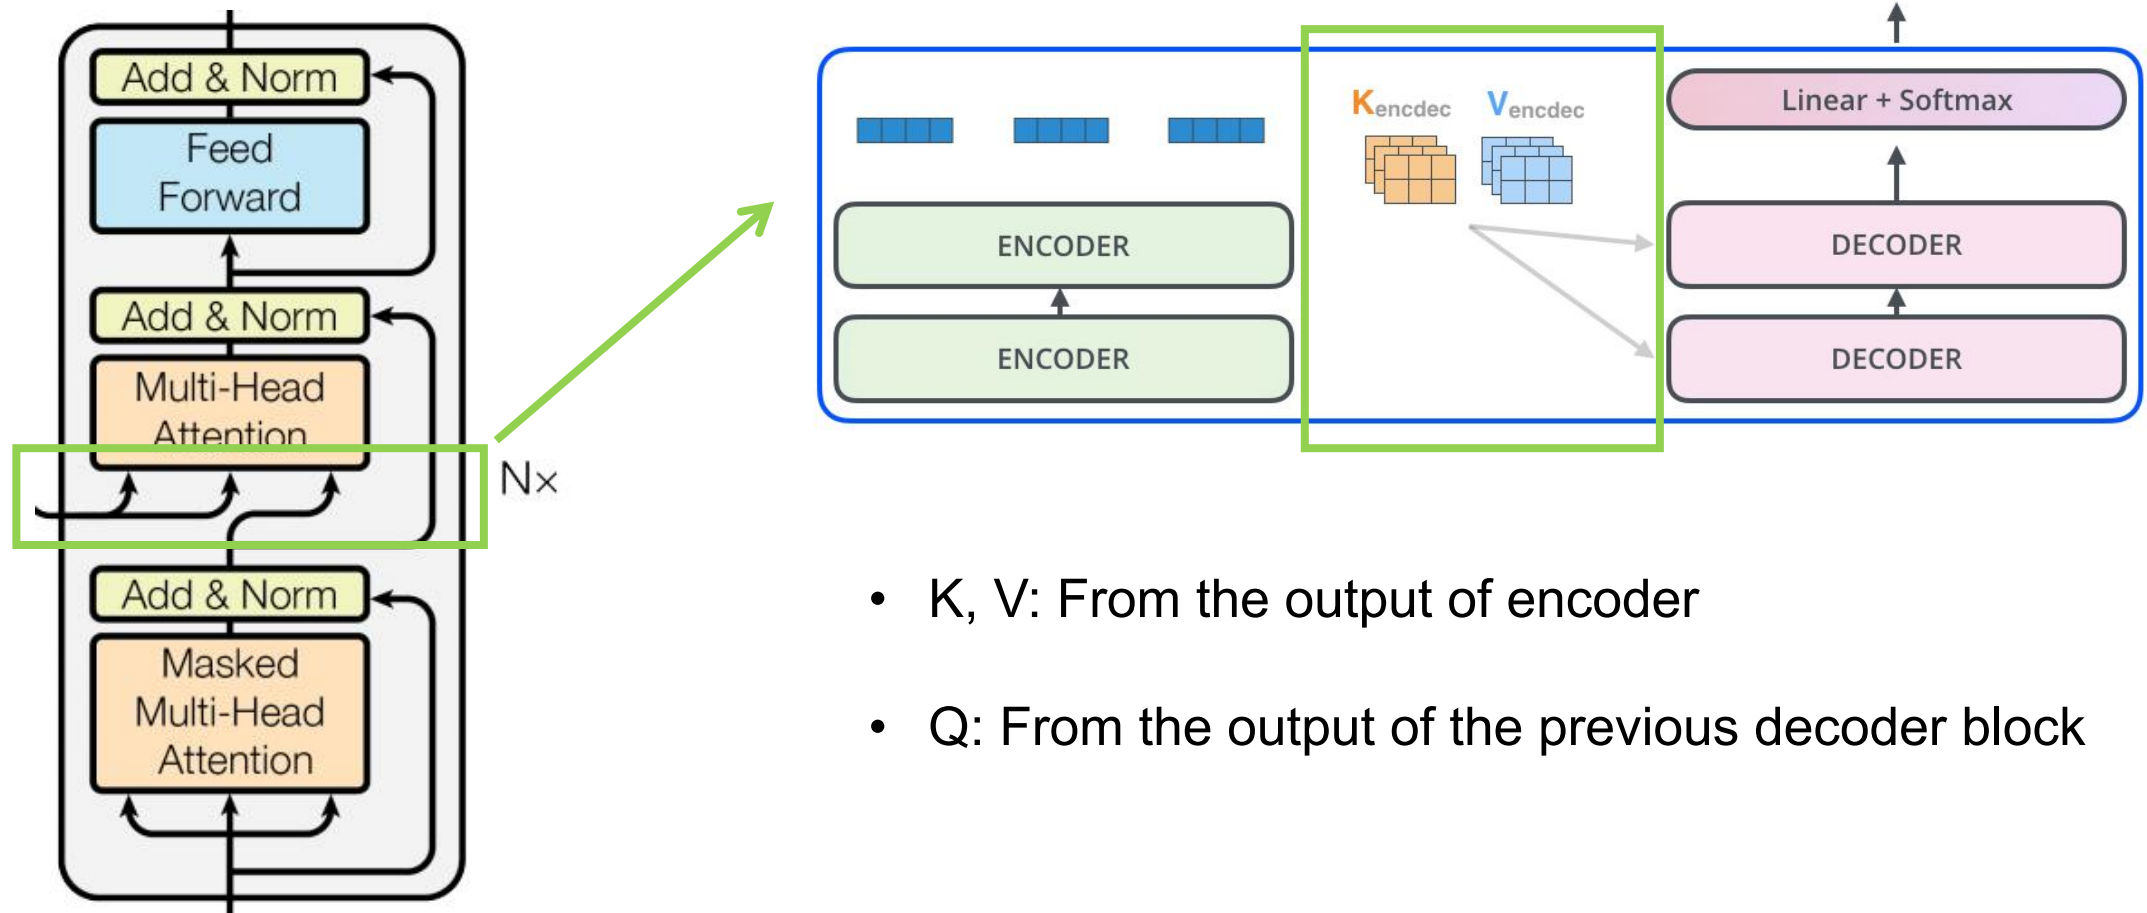 Add & Norm
Feed
Forward
Add & Norm
Multi-Head
Attention
Nx
Add & Norm
Masked
Multi-Head
Attention
ENCODER
ENCODER
Kencdec Vencdec
Linear + Softmax
DECODER
DECODER
• K, V: From the output of encoder
• Q: From the output of the previous decoder block